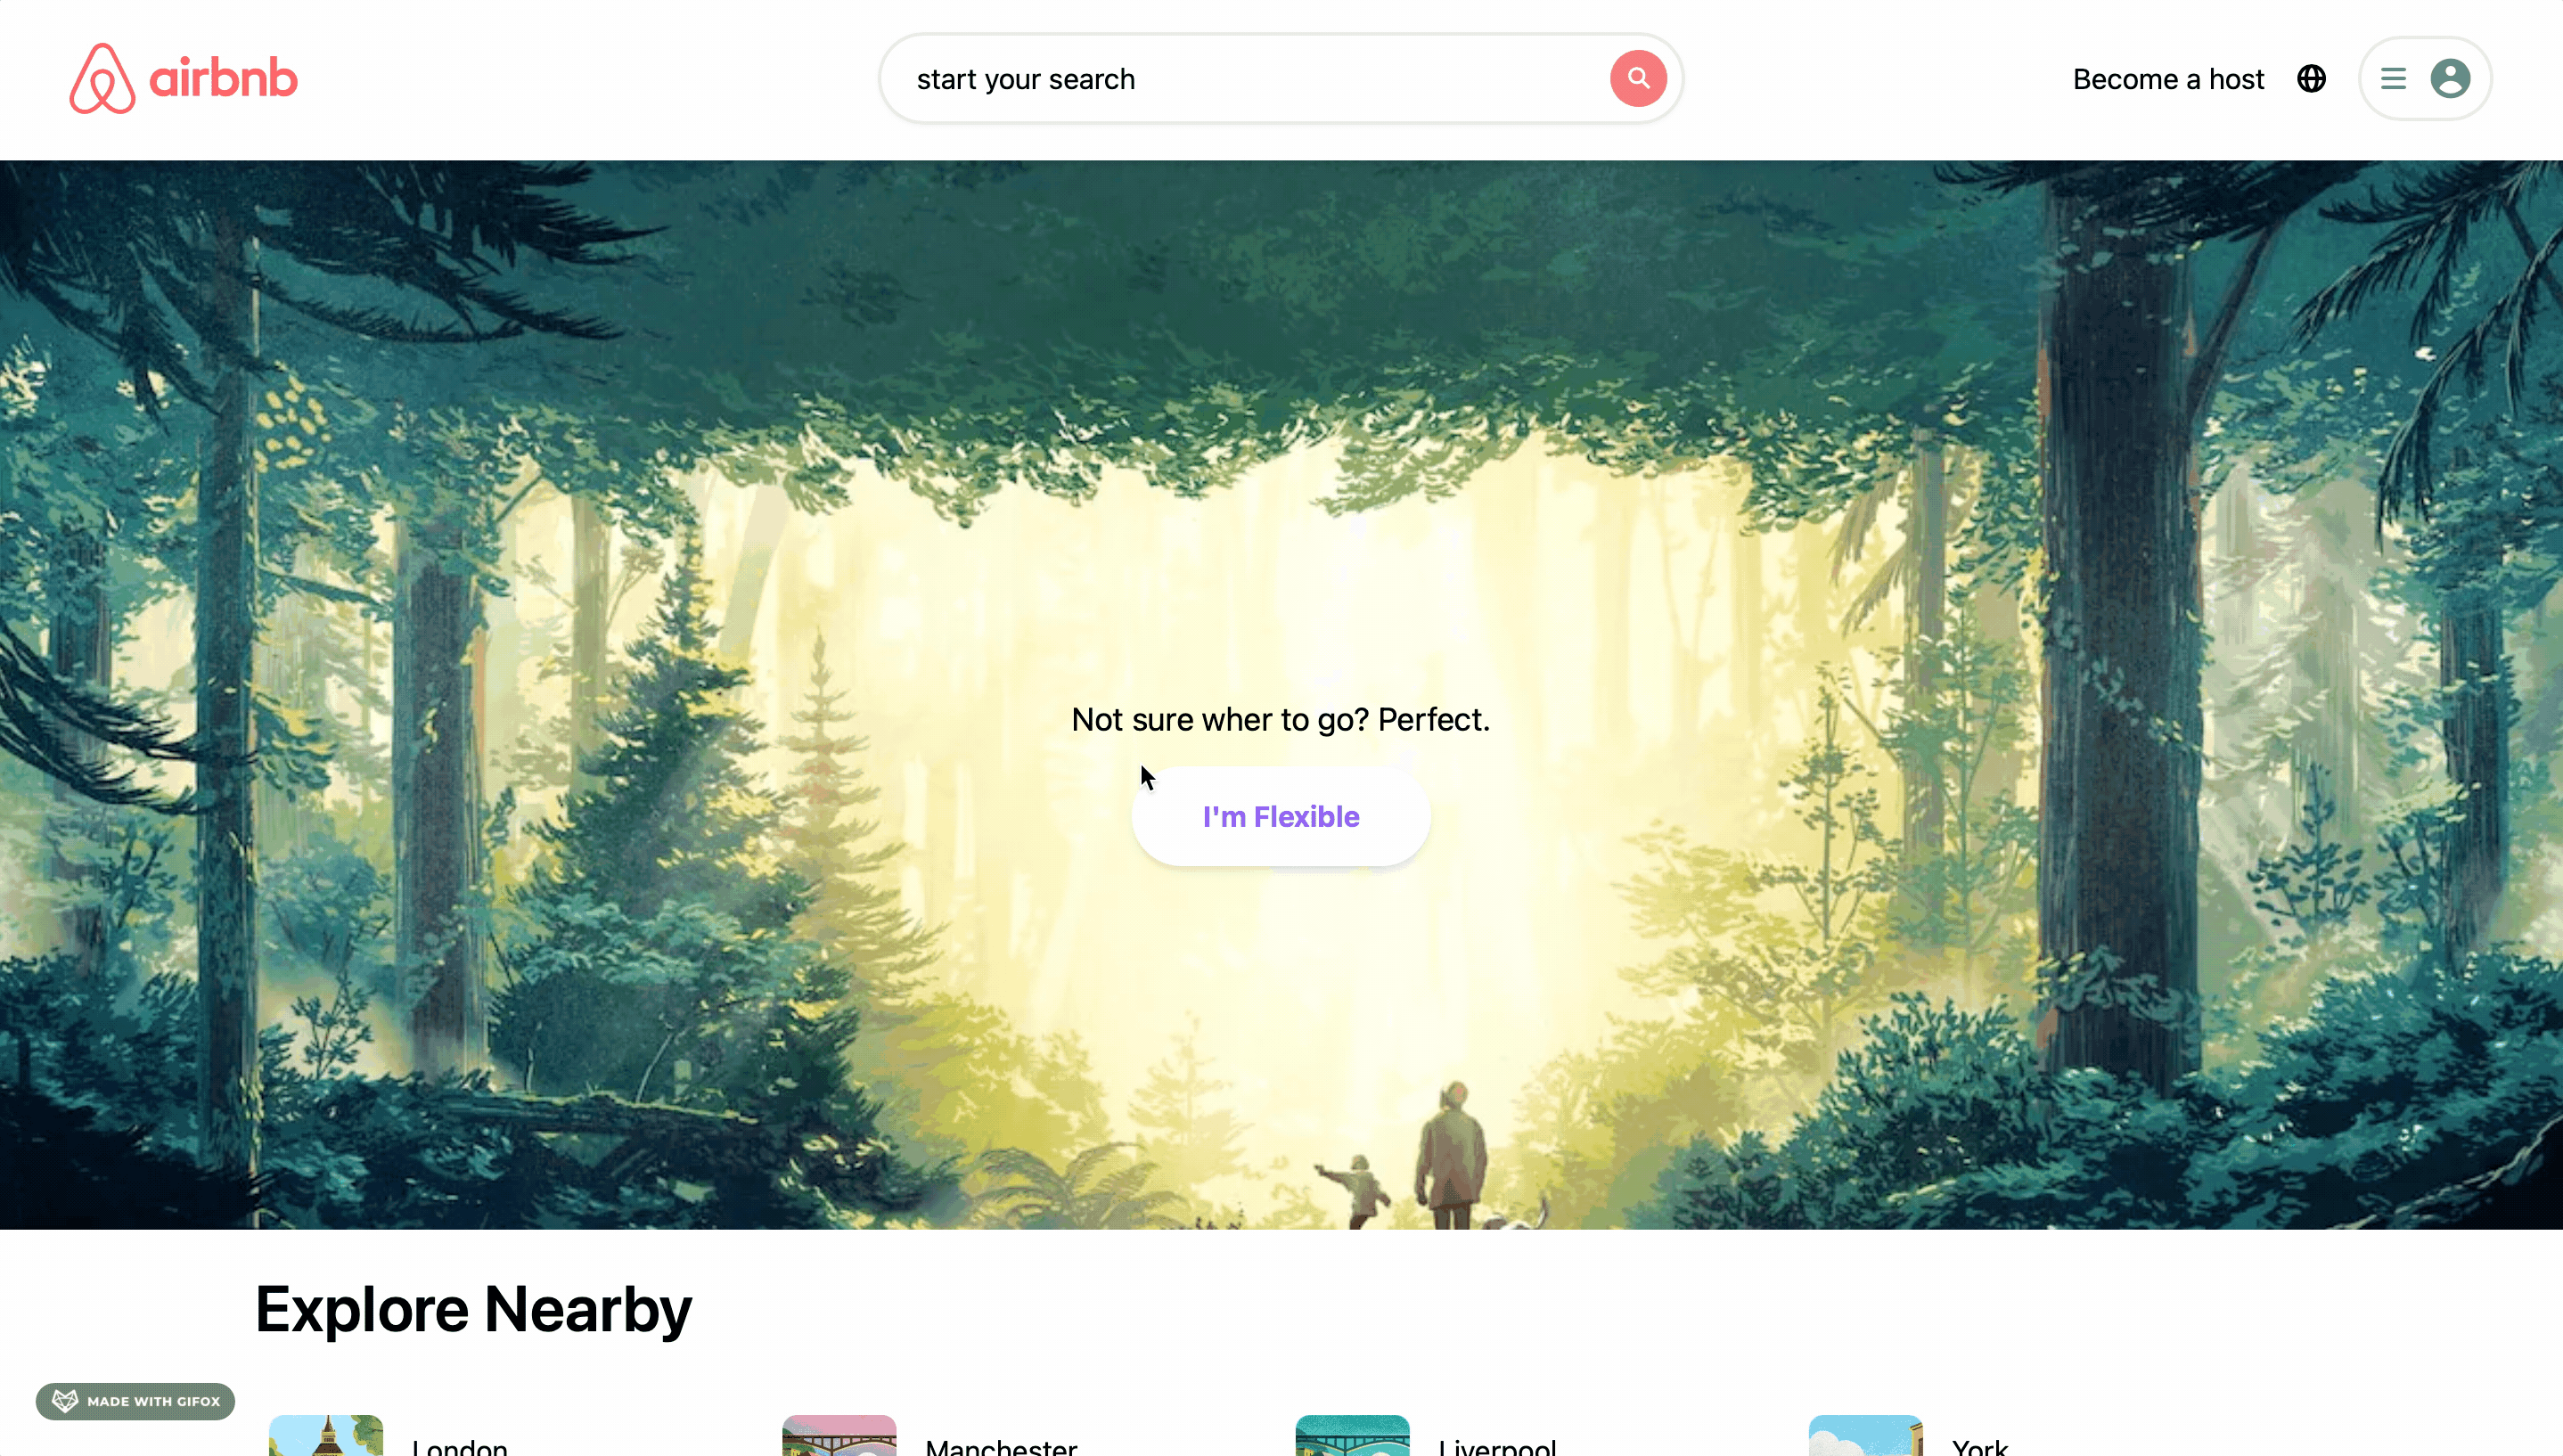 airbnb
start your search
Become a host
Not sure wher to go? Perfect.
I'm Flexible
Explore Nearby
MADE WITH GIFOX
London
Manchester
Liverpool
York